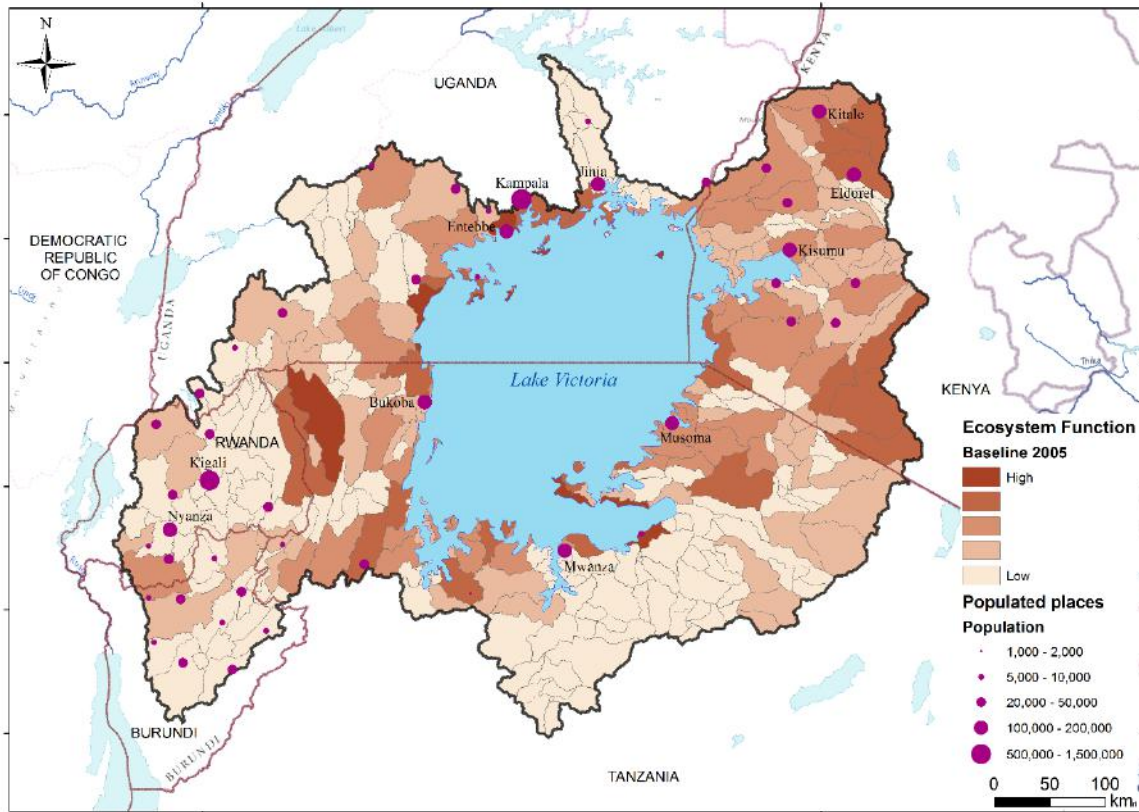 N
UGANDA
KENYA
Kitale
Eldoret
Jinja
Kampala
Entebbe
Kisumu
DEMOCRATIC
REPUBLIC
OF CONGO
UGANDA
Lake Victoria
KENYA
Thika
Bukoba
Musoma
RWANDA
Kigali
Nyanza
Mwanza
BURUNDI
BURUNDI
TANZANIA
Ecosystem Function
Baseline 2005
High
Low
Populated places
Population
1,000 - 2,000
5,000 - 10,000
20,000 - 50,000
100,000 - 200,000
500,000 - 1,500,000
0 50 100
km